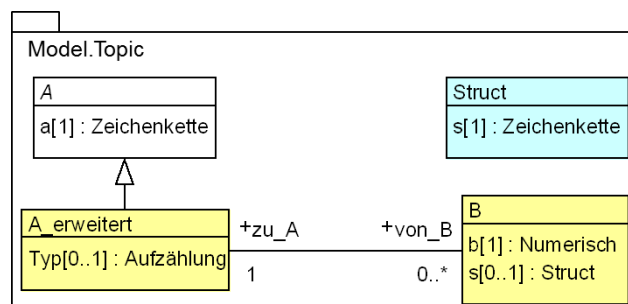 Model.Topic
A
a[1] : Zeichenkette
Struct
s[1] : Zeichenkette
A_erweitert
Typ[0..1] : Aufzählung
+zu_A
1
+von_B
0..*
B
b[1] : Numerisch
s[0..1] : Struct